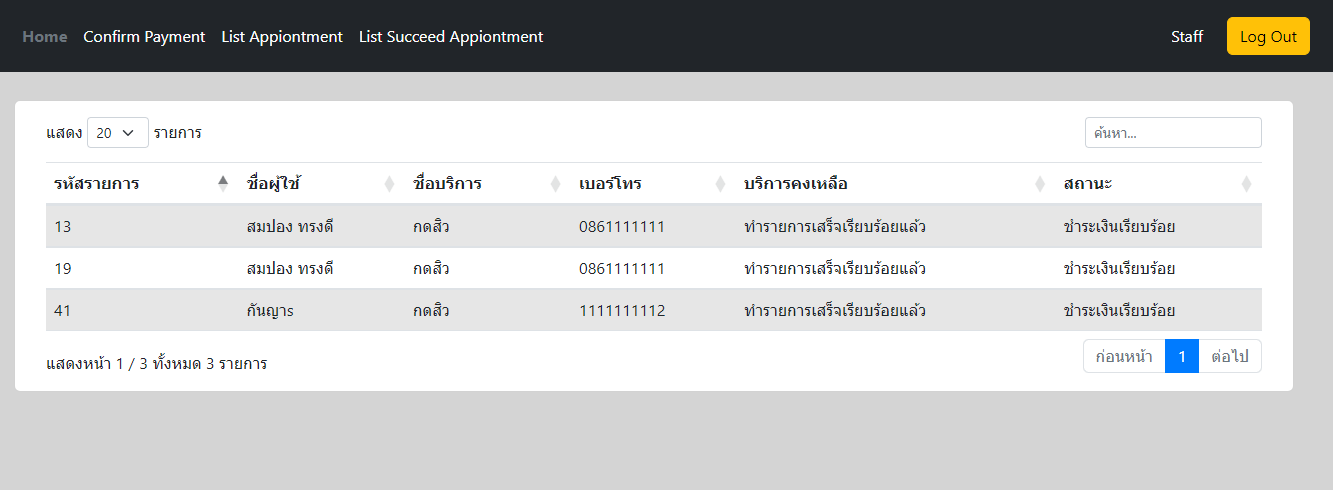 Home Confirm Payment List Appiontment List Succeed Appiontment Staff Log Out
แสดง 20 รายการ ค้นหา...
รหัสรายการ ชื่อผู้ใช้ ชื่อบริการ เบอร์โทร บริการคงเหลือ สถานะ
13 สมปอง ทรงดี กดสิว 0861111111 ทำรายการเสร็จเรียบร้อยแล้ว ชำระเงินเรียบร้อย
19 สมปอง ทรงดี กดสิว 0861111111 ทำรายการเสร็จเรียบร้อยแล้ว ชำระเงินเรียบร้อย
41 กันญาร กดสิว 1111111112 ทำรายการเสร็จเรียบร้อยแล้ว ชำระเงินเรียบร้อย
แสดงหน้า 1 / 3 ทั้งหมด 3 รายการ ก่อนหน้า 1 ต่อไป